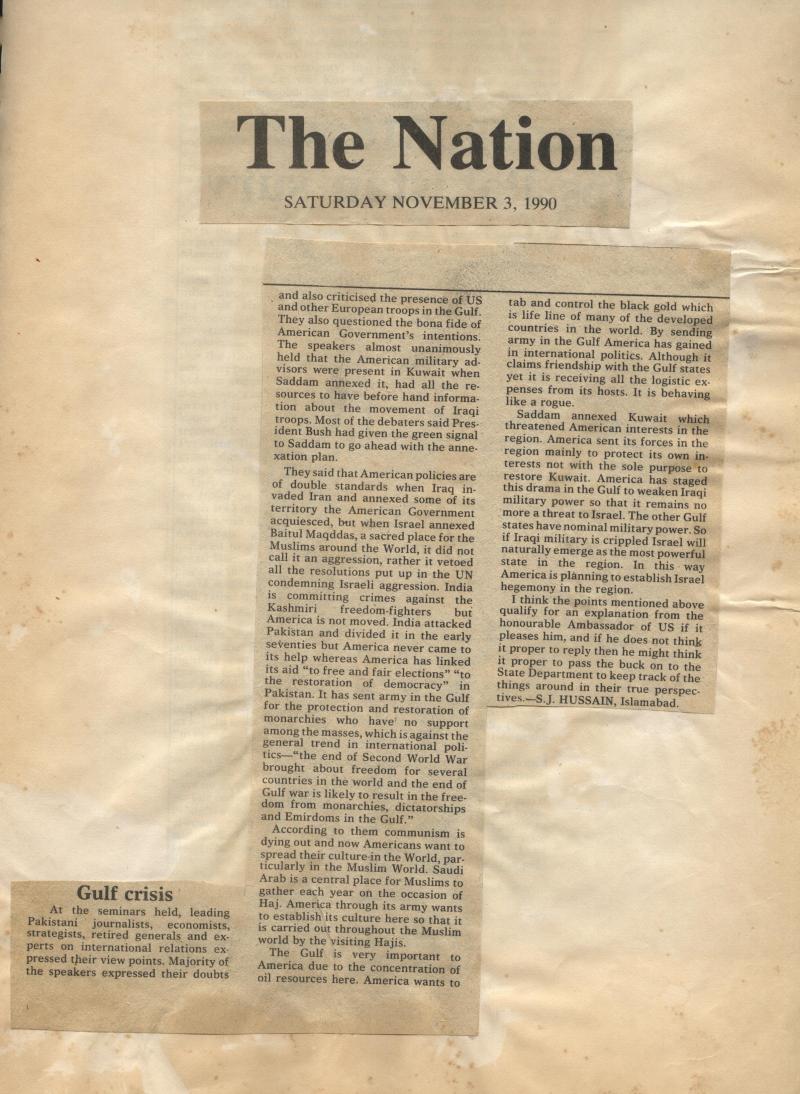 The Nation
SATURDAY NOVEMBER 3, 1990
Gulf crisis
At the seminars held, leading
Pakistani journalists, economists,
strategists, retired generals and ex-
perts on international relations ex-
pressed their view points. Majority of
the speakers expressed their doubts
and also criticised the presence of US
and other European troops in the Gulf.
They also questioned the bona fide of
American Government's intentions.
The speakers almost unanimously
held that the American military ad-
visors were present in Kuwait when
Saddam annexed it, had all the re-
sources to have before hand informa-
tion about the movement of Iraqi
troops. Most of the debaters said Pres-
ident Bush had given the green signal
to Saddam to go ahead with the anne-
xation plan.
They said that American policies are
of double standards when Iraq in-
vaded Iran and annexed some of its
territory the American Government
acquiesced, but when Israel annexed
Baitul Maqddas, a sacred place for the
Muslims around the World, it did not
call it an aggression, rather it vetoed
all the resolutions put up in the UN
condemning Israeli aggression. India
is committing crimes against the
Kashmiri freedom-fighters but
America is not moved. India attacked
Pakistan and divided it in the early
seventies but America never came to
its help whereas America has linked
its aid "to free and fair elections" "to
the restoration of democracy" in
Pakistan. It has sent army in the Gulf
for the protection and restoration of
monarchies who have no support
among the masses, which is against the
general trend in international poli-
tics—"the end of Second World War
brought about freedom for several
countries in the world and the end of
Gulf war is likely to result in the free-
dom from monarchies, dictatorships
and Emirdoms in the Gulf."
According to them communism is
dying out and now Americans want to
spread their culture in the World, par-
ticularly in the Muslim World. Saudi
Arab is a central place for Muslims to
gather each year on the occasion of
Haj. America through its army wants
to establish its culture here so that it
is carried out throughout the Muslim
world by the visiting Hajis.
The Gulf is very important to
America due to the concentration of
oil resources here. America wants to
tab and control the black gold which
is life line of many of the developed
countries in the world. By sending
army in the Gulf America has gained
in international politics. Although it
claims friendship with the Gulf states
yet it is receiving all the logistic ex-
penses from its hosts. It is behaving
like a rogue.
Saddam annexed Kuwait which
threatened American interests in the
region. America sent its forces in the
region mainly to protect its own in-
terests not with the sole purpose to
restore Kuwait. America has staged
this drama in the Gulf to weaken Iraqi
military power so that it remains no
more a threat to Israel. The other Gulf
states have nominal military power. So
if Iraqi military is crippled Israel will
naturally emerge as the most powerful
state in the region. In this way
America is planning to establish Israel
hegemony in the region.
I think the points mentioned above
qualify for an explanation from the
honourable Ambassador of US if it
pleases him, and if he does not think
it proper to reply then he might think
it proper to pass the buck on to the
State Department to keep track of the
things around in their true perspec-
tives.—S.J. HUSSAIN, Islamabad.